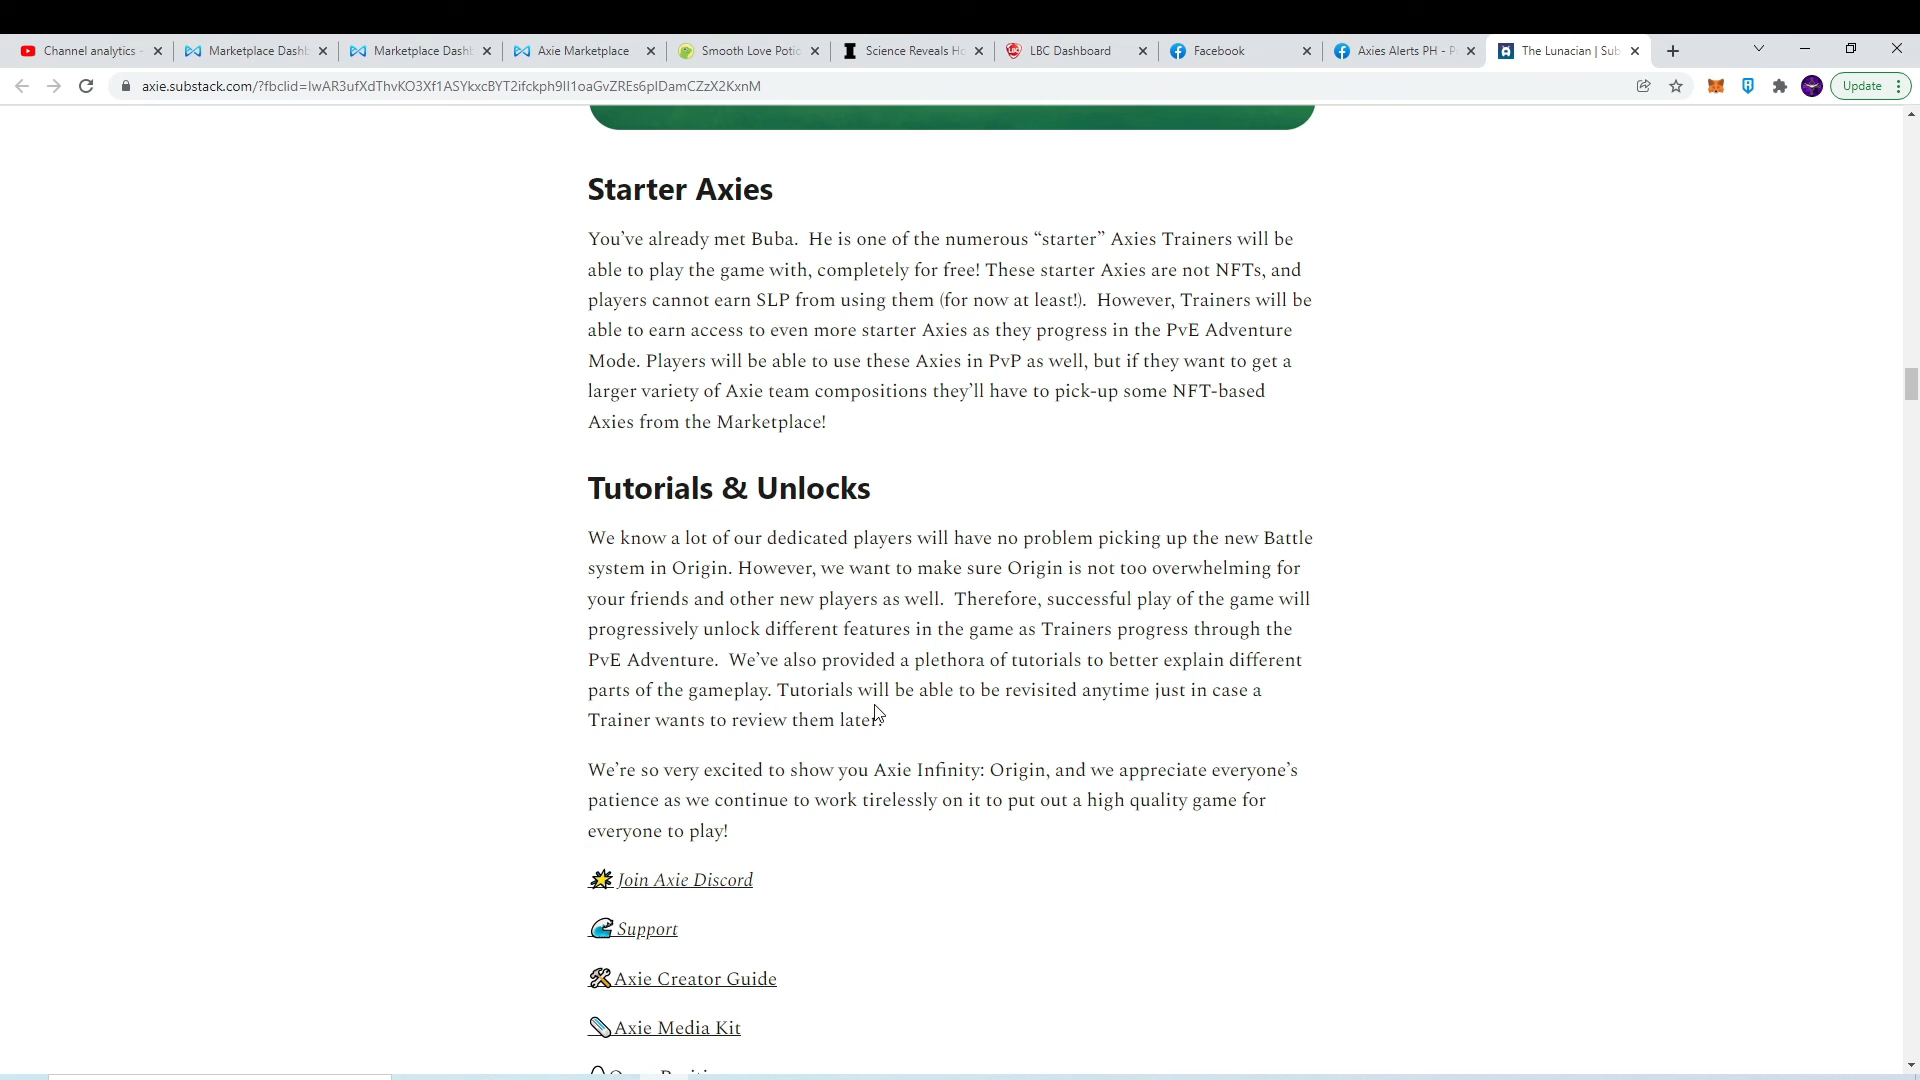 Channel analytics -
Marketplace Dashb
Marketplace Dashb
Axie Marketplace
Smooth Love Potio
Science Reveals Ho
LBC Dashboard
Facebook
Axies Alerts PH - P
The Lunacian | Sub
axie.substack.com/?fbclid=IwAR3ufXdThvKO3Xf1ASYkxcBYT2ifckph9lI1oaGvZREs6plDamCZzX2KxnM
Update
Starter Axies
You’ve already met Buba.  He is one of the numerous “starter” Axies Trainers will be
able to play the game with, completely for free! These starter Axies are not NFTs, and
players cannot earn SLP from using them (for now at least!).  However, Trainers will be
able to earn access to even more starter Axies as they progress in the PvE Adventure
Mode. Players will be able to use these Axies in PvP as well, but if they want to get a
larger variety of Axie team compositions they’ll have to pick-up some NFT-based
Axies from the Marketplace!
Tutorials & Unlocks
We know a lot of our dedicated players will have no problem picking up the new Battle
system in Origin. However, we want to make sure Origin is not too overwhelming for
your friends and other new players as well.  Therefore, successful play of the game will
progressively unlock different features in the game as Trainers progress through the
PvE Adventure.  We’ve also provided a plethora of tutorials to better explain different
parts of the gameplay. Tutorials will be able to be revisited anytime just in case a
Trainer wants to review them later.
We’re so very excited to show you Axie Infinity: Origin, and we appreciate everyone’s
patience as we continue to work tirelessly on it to put out a high quality game for
everyone to play!
Join Axie Discord
Support
Axie Creator Guide
Axie Media Kit